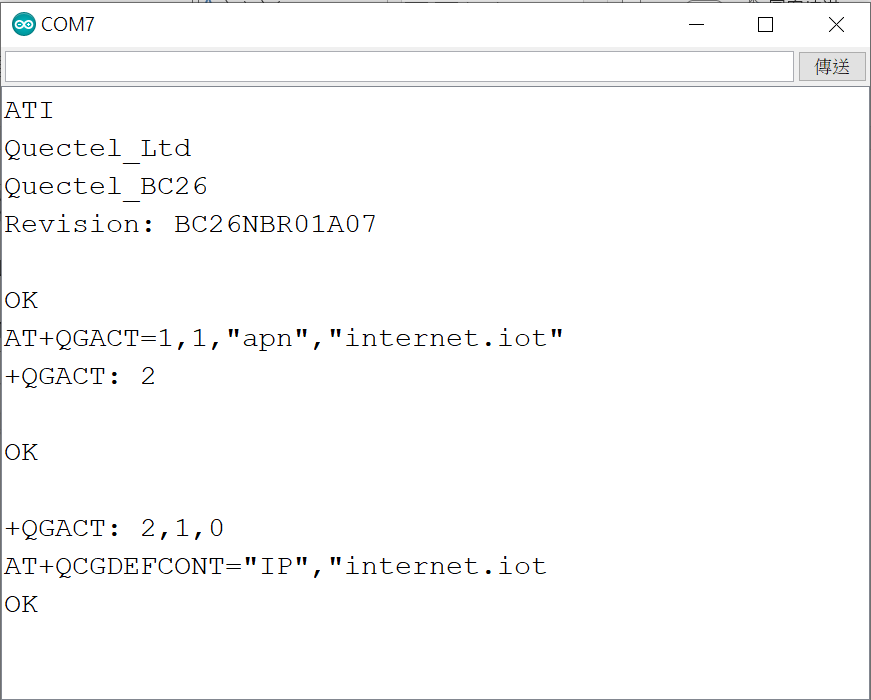 COM7
傳送
ATI
Quectel_Ltd
Quectel_BC26
Revision: BC26NBR01A07
OK
AT+QGACT=1,1,"apn","internet.iot"
+QGACT: 2
OK
+QGACT: 2,1,0
AT+QCGDEFCONT="IP","internet.iot
OK